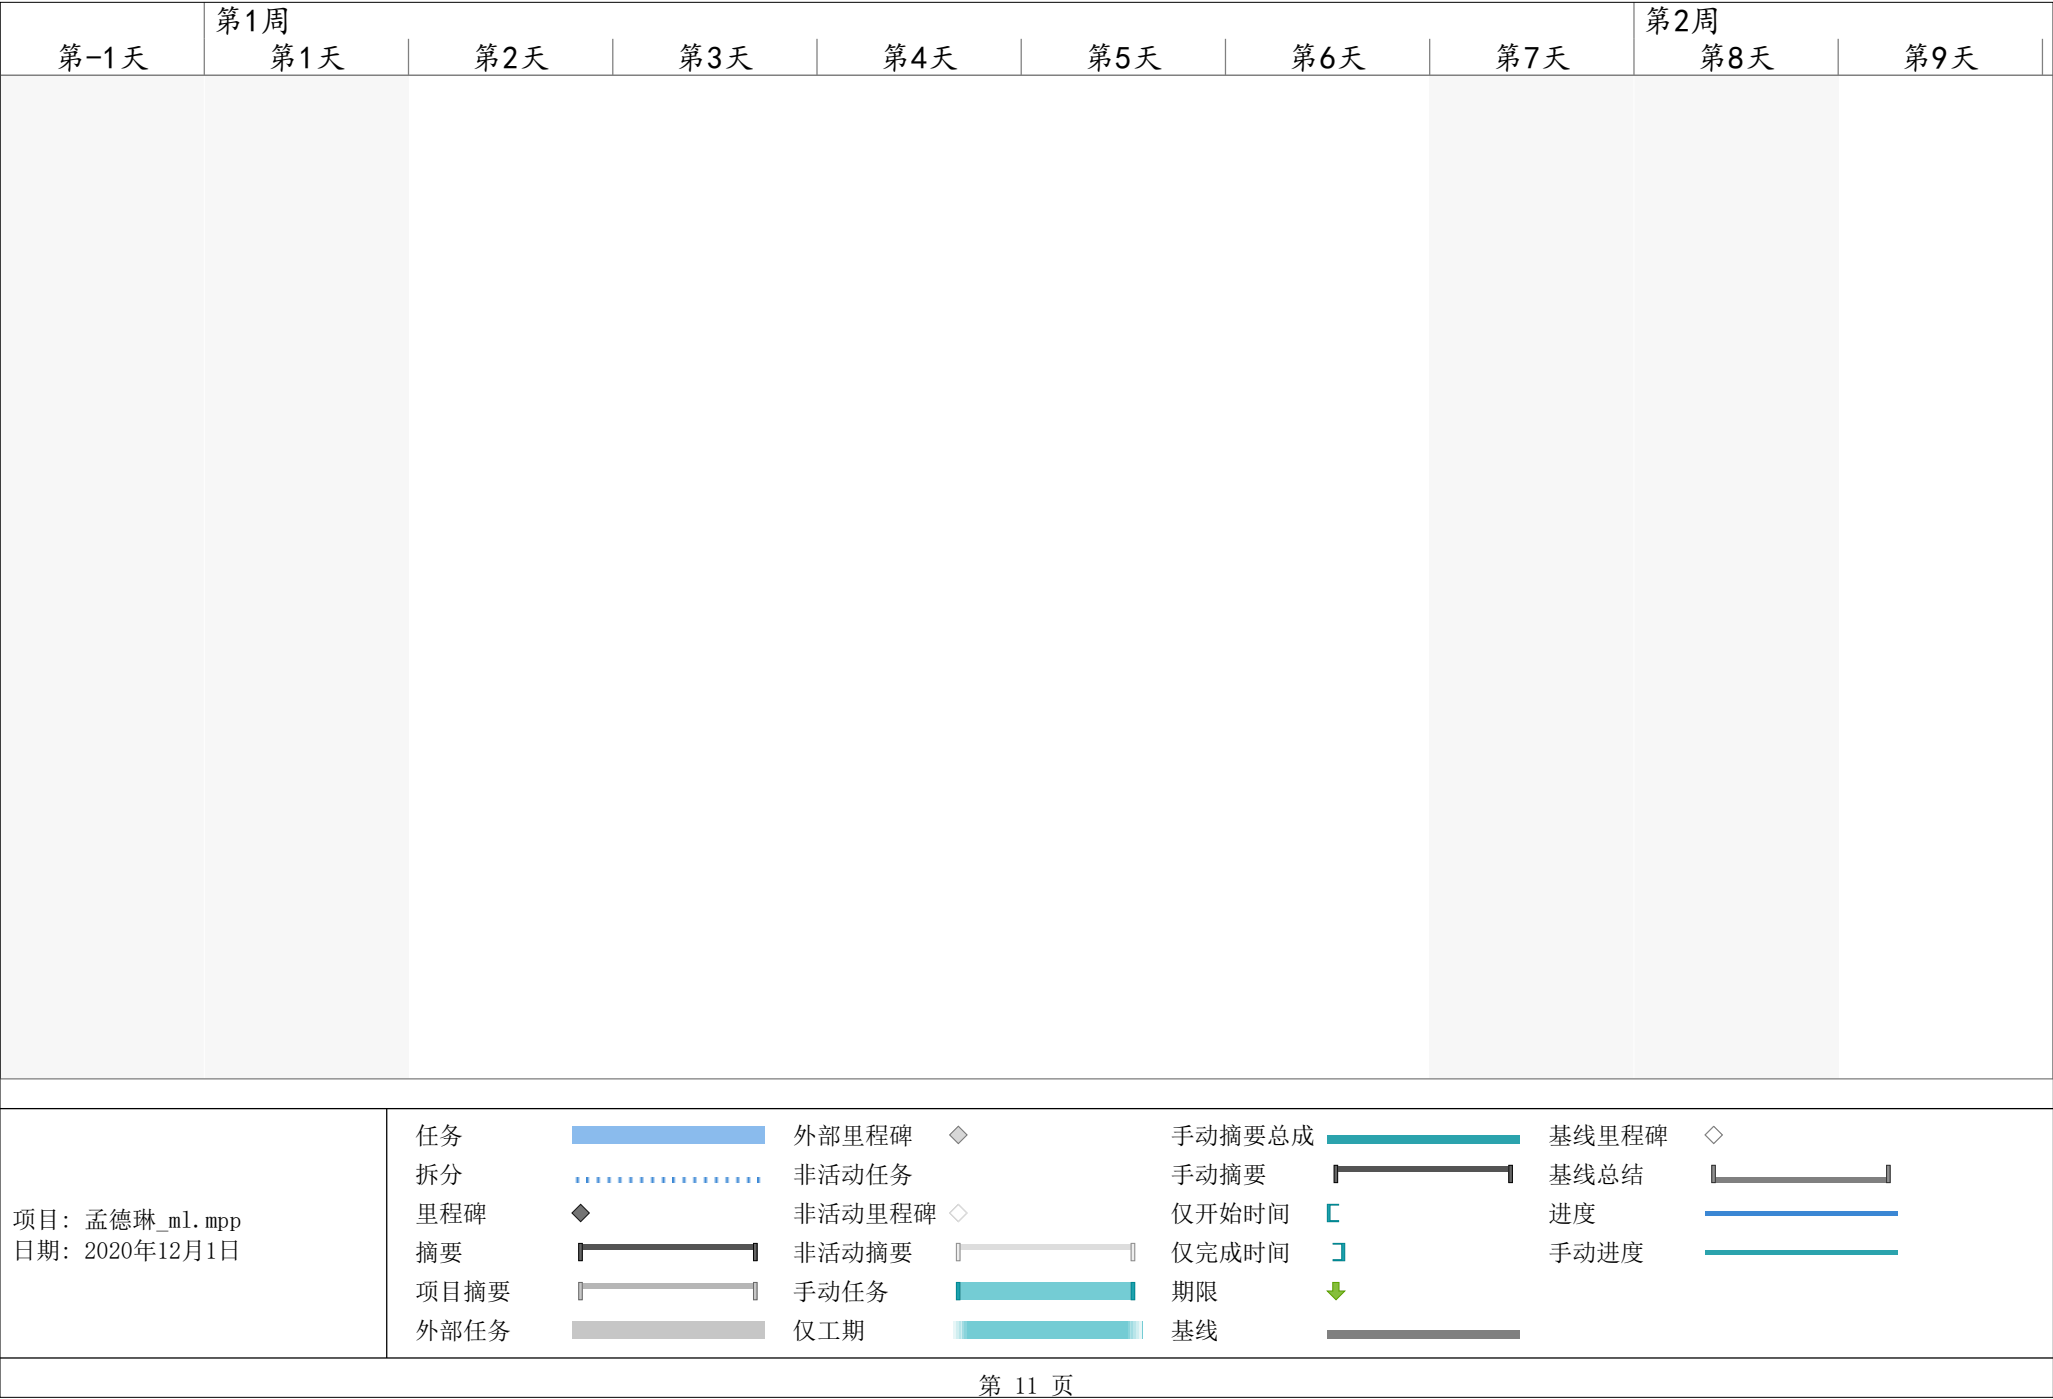 第1周 第2周
第-1天 第1天 第2天 第3天 第4天 第5天 第6天 第7天 第8天 第9天
项目: 孟德琳_ml.mpp
日期: 2020年12月1日
任务
拆分
里程碑
摘要
项目摘要
外部任务
外部里程碑
非活动任务
非活动里程碑
非活动摘要
手动任务
仅工期
手动摘要总成
手动摘要
仅开始时间
仅完成时间
期限
基线
基线里程碑
基线总结
进度
手动进度
第 11 页